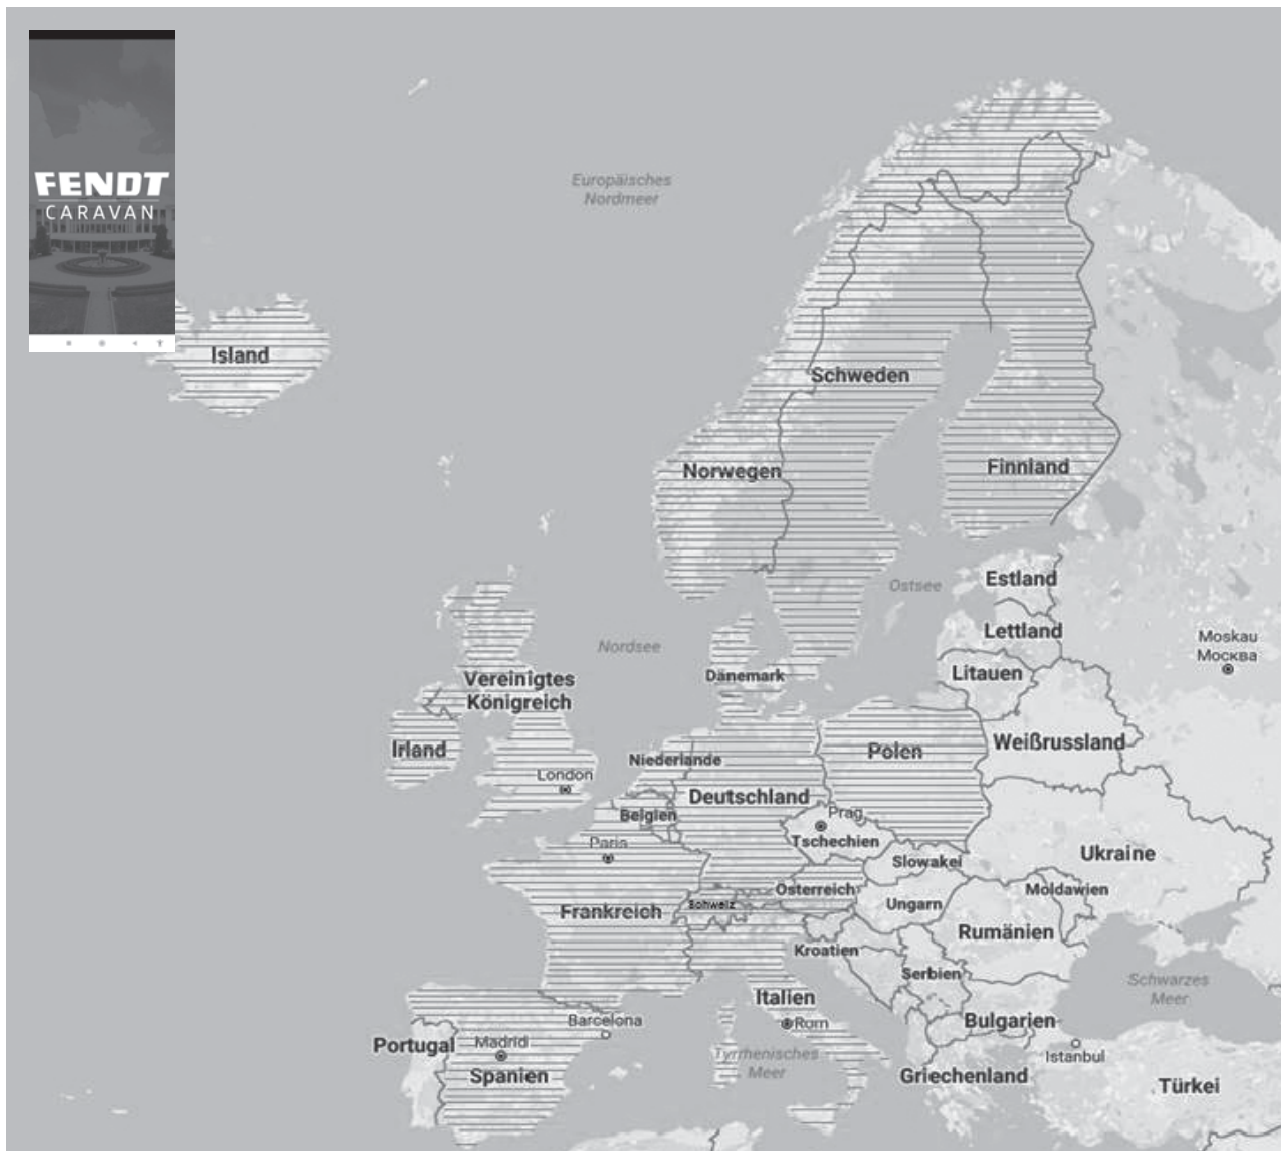 FENDT
CARAVAN
Europäisches
Nordmeer
Island
Schweden
Norwegen
Finnland
Ostsee
Estland
Lettland
Moskau
Москва
Nordsee
Litauen
Dänemark
Vereinigtes
Königreich
Irland
Weißrussland
Polen
Niederlande
London
Deutschland
Belgien
Prag
Tschechien
Paris
Ukraine
Slowakei
Österreich
Moldawien
Schweiz
Ungarn
Frankreich
Rumänien
Kroatien
Serbien
Schwarzes
Meer
Italien
Barcelona
Rom
Bulgarien
Portugal
Madrid
Istanbul
Tyrrhenisches
Meer
Spanien
Griechenland
Türkei